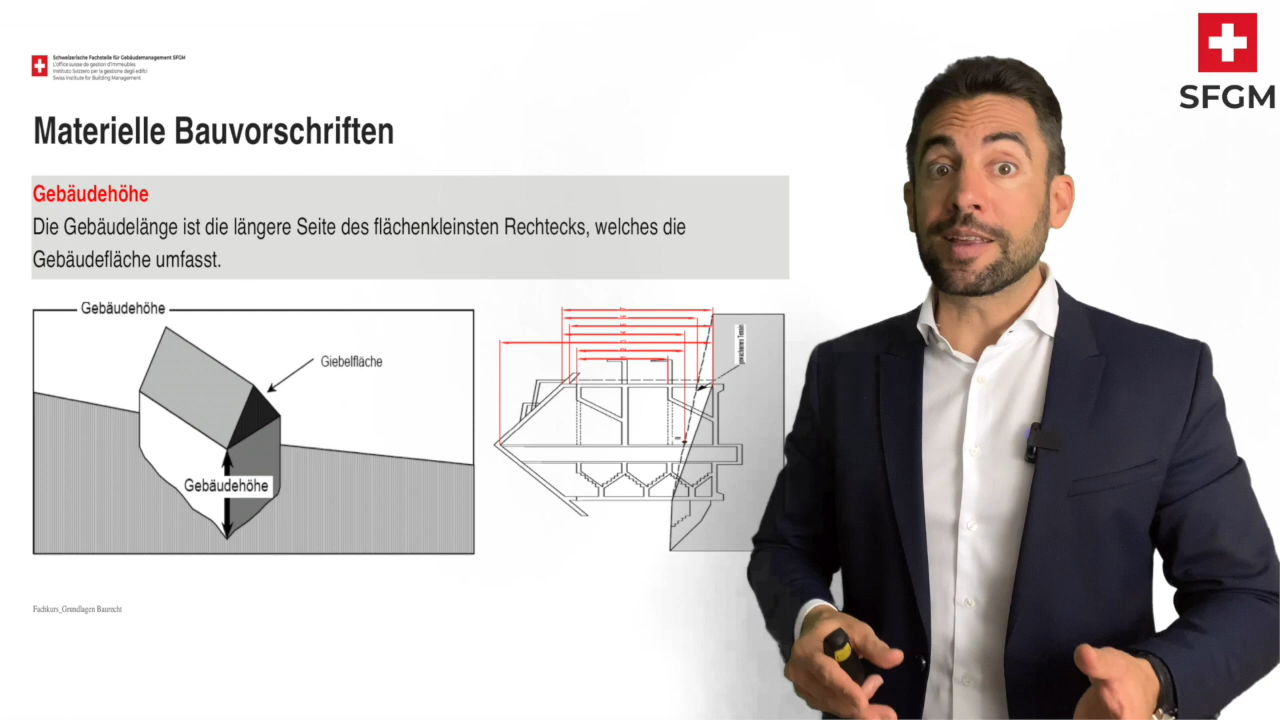 Schweizerische Fachstelle für Gebäudemanagement SFGM
L'Office suisse de gestion d'immeubles
Instituto Svizzero per la gestione degli edifici
Swiss Institute for Building Management
SFGM
Materielle Bauvorschriften
Gebäudehöhe
Die Gebäudelänge ist die längere Seite des flächenkleinsten Rechtecks, welches die
Gebäudefläche umfasst.
Gebäudehöhe
Giebelfläche
Gebäudehöhe
Fachkurs_Grundlagen Baurecht